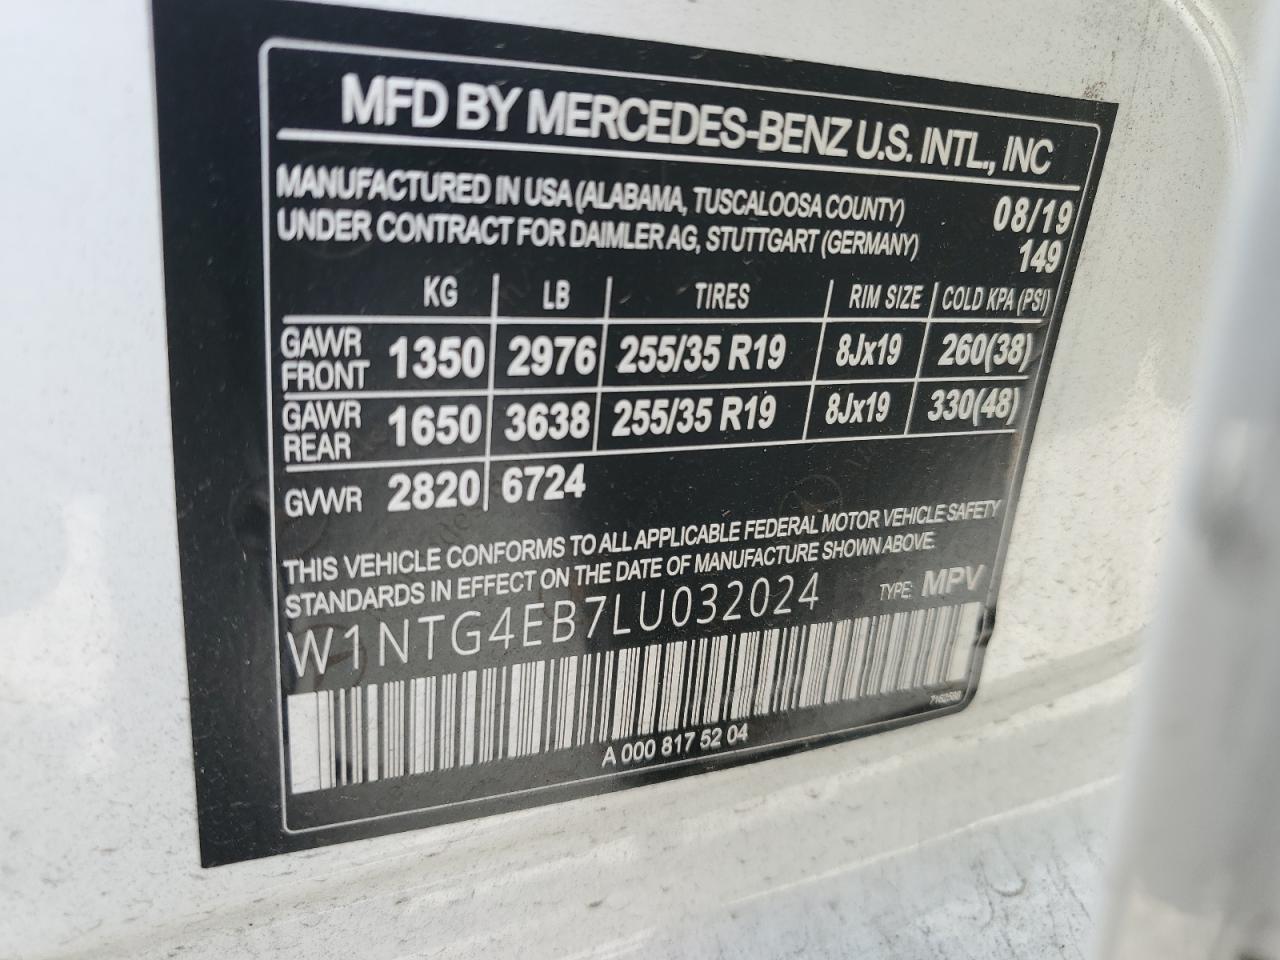 MFD BY MERCEDES-BENZ U.S. INTL., INC
MANUFACTURED IN USA (ALABAMA, TUSCALOOSA COUNTY) 08/19
UNDER CONTRACT FOR DAIMLER AG, STUTTGART (GERMANY) 149
KG LB TIRES RIM SIZE COLD KPA (PSI)
GAWR FRONT 1350 2976 255/35 R19 8Jx19 260(38)
GAWR REAR 1650 3638 255/35 R19 8Jx19 330(48)
GVWR 2820 6724
THIS VEHICLE CONFORMS TO ALL APPLICABLE FEDERAL MOTOR VEHICLE SAFETY
STANDARDS IN EFFECT ON THE DATE OF MANUFACTURE SHOWN ABOVE.
W1NTG4EB7LU032024 TYPE: MPV
A 000 817 52 04